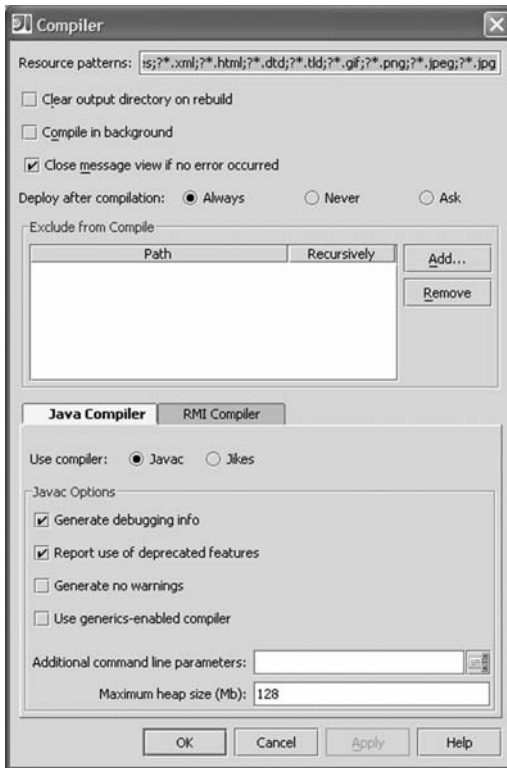 Compiler
Resource patterns: es;?*.xml;?*.html;?*.dtd;?*.tld;?*.gif;?*.png;?*.jpeg;?*.jpg
Clear output directory on rebuild
Compile in background
Close message view if no error occurred
Deploy after compilation: Always Never Ask
Exclude from Compile
Path Recursively Add...
Remove
Java Compiler RMI Compiler
Use compiler: Javac Jikes
Javac Options
Generate debugging info
Report use of deprecated features
Generate no warnings
Use generics-enabled compiler
Additional command line parameters:
Maximum heap size (Mb): 128
OK Cancel Apply Help